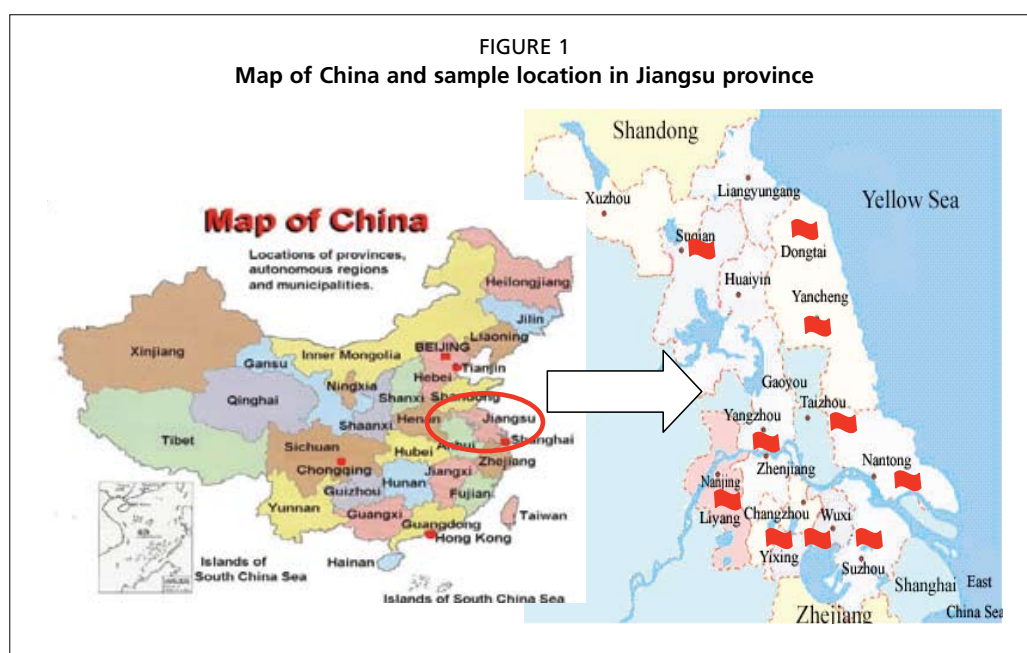 FIGURE 1
Map of China and sample location in Jiangsu province
Map of China
Locations of provinces,
autonomous regions
and municipalities.
Heilongjiang
Jilin
Liaoning
Xinjiang
Inner Mongolia
BEIJING
Gansu
Tianjin
Ningxia
Hebei
Shanxi
Shandong
Qinghai
Shaanxi
Henan
Jiangsu
Tibet
Anhui
Shanghai
Sichuan
Hubei
Zhejiang
Chongqing
Hunan
Jiangxi
Guizhou
Fujian
Yunnan
Guangxi
Guangdong
Taiwan
Hong Kong
Hainan
Islands of
South China Sea
Islands of South China Sea
Shandong
Xuzhou
Liangyungang
Yellow Sea
Suqian
Dongtai
Huaiyin
Yancheng
Gaoyou
Taizhou
Yangzhou
Zhenjiang
Nantong
Nanjing
Liyang
Changzhou
Wuxi
Yixing
Suzhou
Shanghai
East
China Sea
Zhejiang